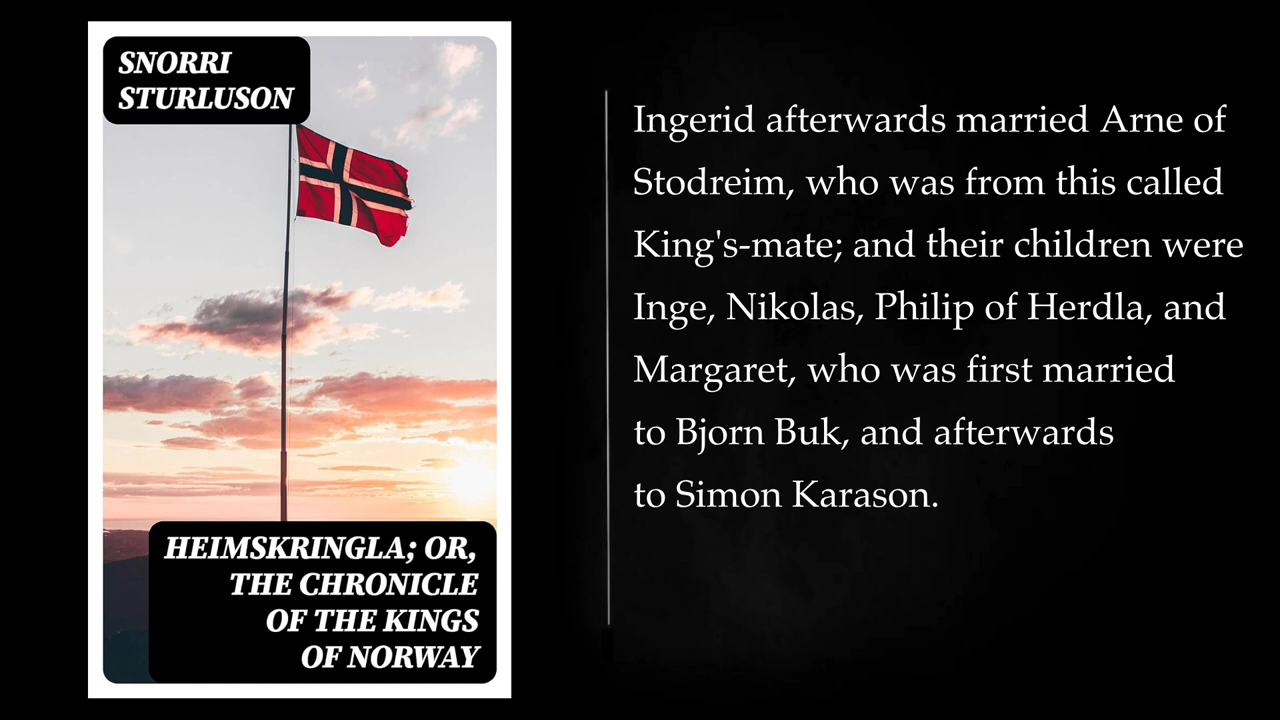 SNORRI
STURLUSON
HEIMSKRINGLA; OR,
THE CHRONICLE
OF THE KINGS
OF NORWAY
Ingerid afterwards married Arne of
Stodreim, who was from this called
King's-mate; and their children were
Inge, Nikolas, Philip of Herdla, and
Margaret, who was first married
to Bjorn Buk, and afterwards
to Simon Karason.